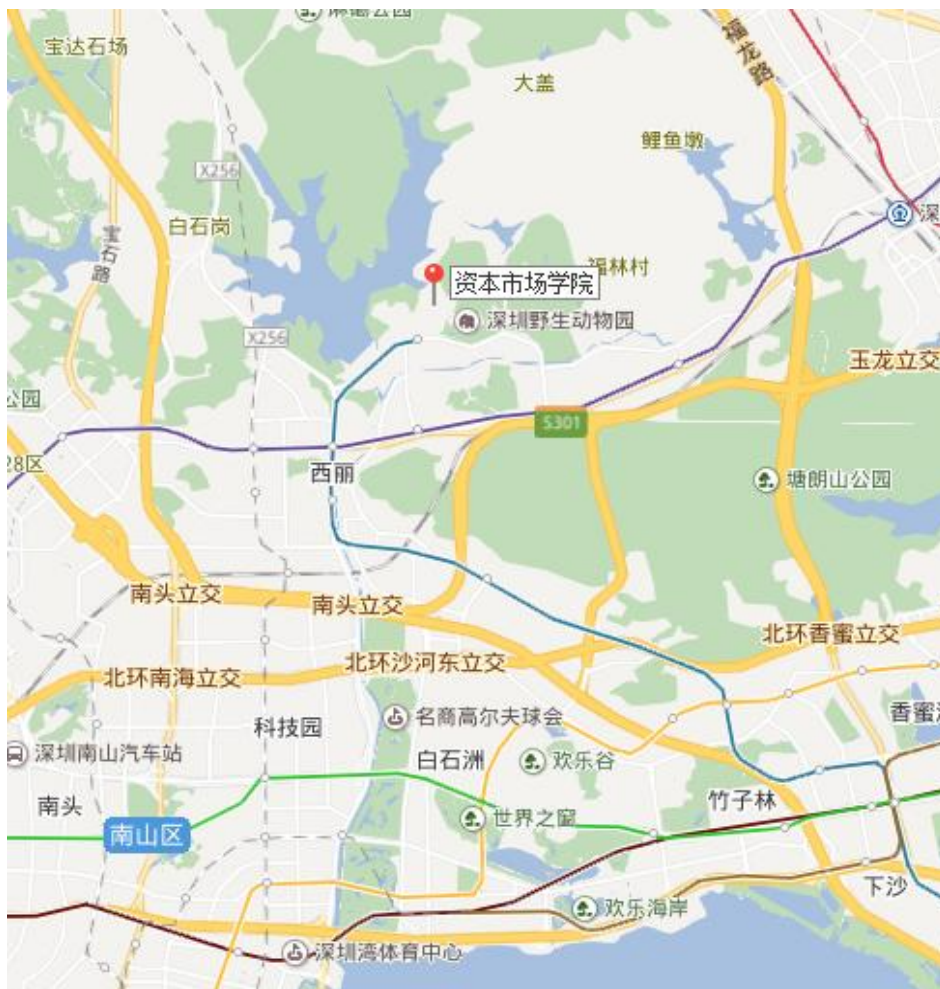 宝达石场
麻磡公园
福龙路
大盖
鲤鱼墩
X256
白石岗
宝石路
深
福林村
资本市场学院
深圳野生动物园
X256
玉龙立交
公园
S301
28区
西丽
塘朗山公园
南头立交
南头立交
北环香蜜立交
北环沙河东立交
北环南海立交
名商高尔夫球会
香蜜
科技园
深圳南山汽车站
白石洲
欢乐谷
南头
竹子林
世界之窗
南山区
下沙
欢乐海岸
深圳湾体育中心